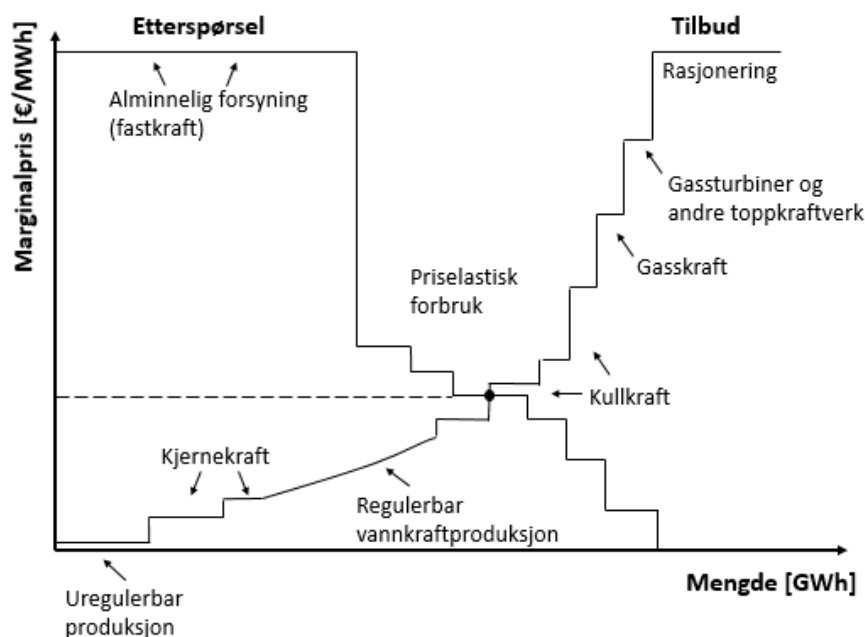 Etterspørsel
Tilbud
Marginalpris [€/MWh]
Alminnelig forsyning
(fastkraft)
Rasjonering
Gassturbiner og
andre toppkraftverk
Gasskraft
Priselastisk
forbruk
Kullkraft
Kjernekraft
Regulerbar
vannkraftproduksjon
Mengde [GWh]
Uregulerbar
produksjon